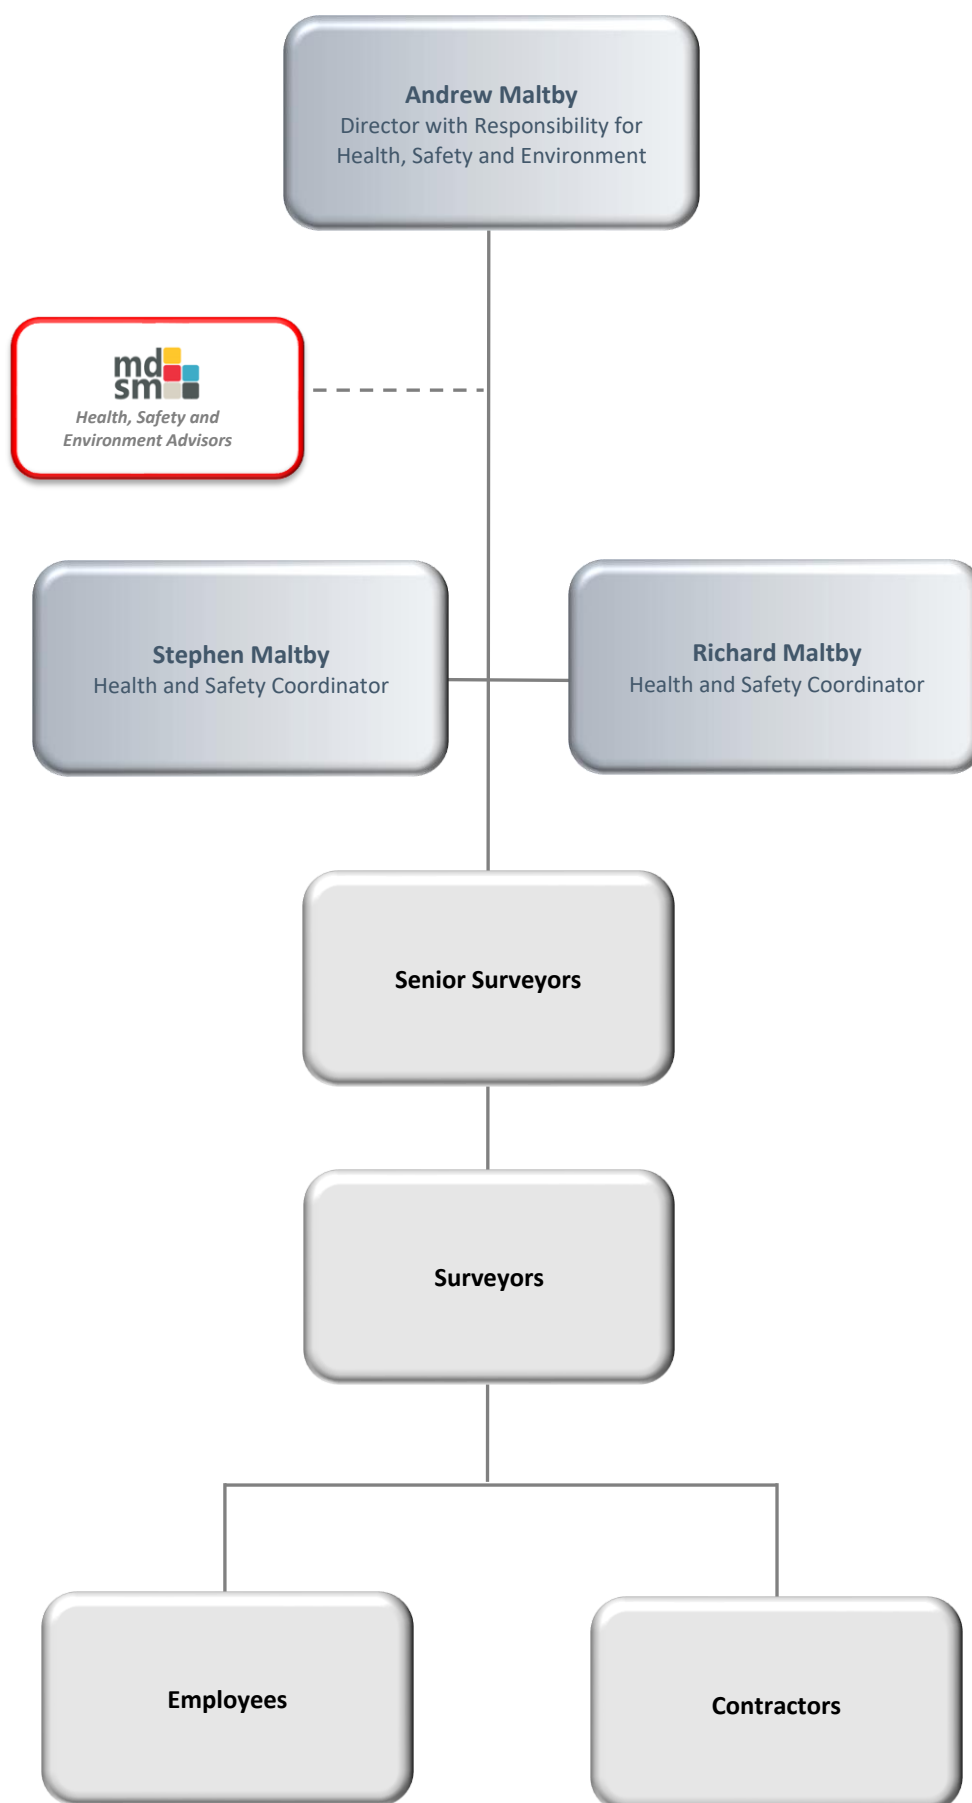 Andrew Maltby
Director with Responsibility for
Health, Safety and Environment
md
sm
Health, Safety and
Environment Advisors
Stephen Maltby
Health and Safety Coordinator
Richard Maltby
Health and Safety Coordinator
Senior Surveyors
Surveyors
Employees
Contractors